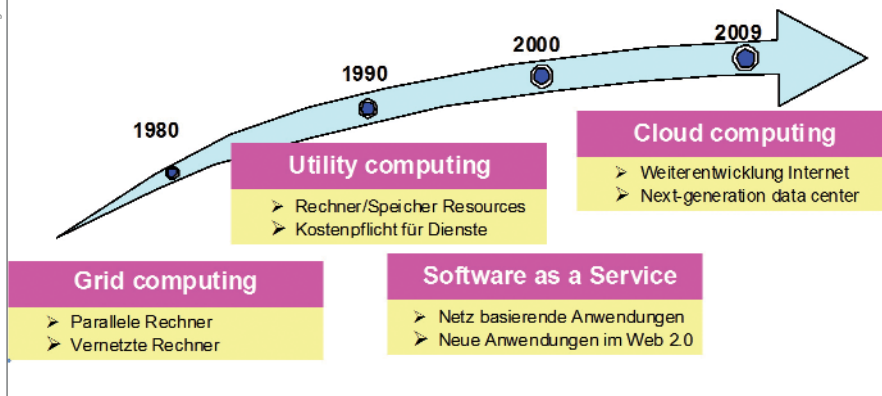 1980
1990
2000
2009
Grid computing
➢ Parallele Rechner
➢ Vernetzte Rechner
Utility computing
➢ Rechner/Speicher Resources
➢ Kostenpflicht für Dienste
Software as a Service
➢ Netz basierende Anwendungen
➢ Neue Anwendungen im Web 2.0
Cloud computing
➢ Weiterentwicklung Internet
➢ Next-generation data center